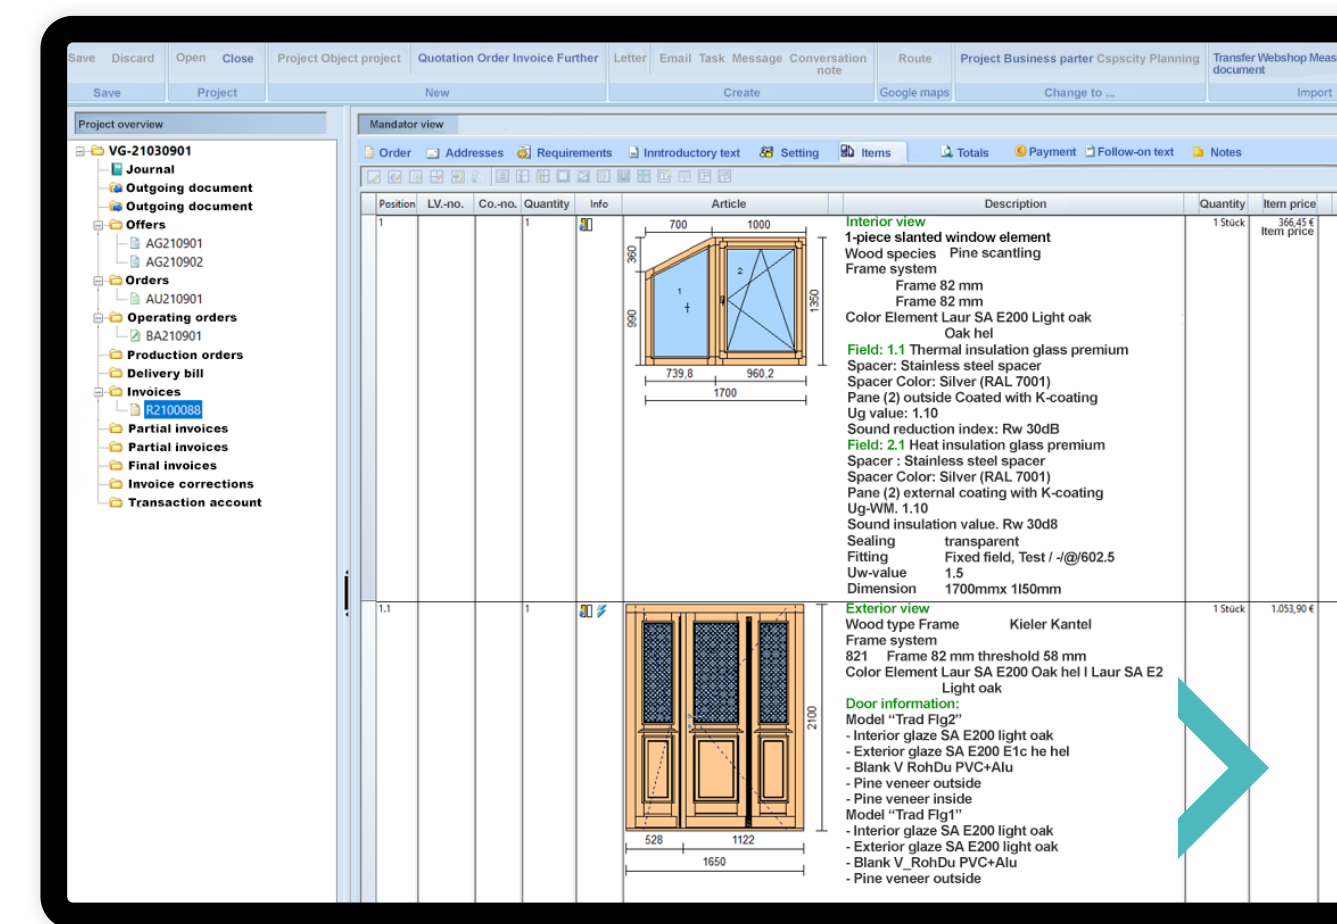 Save Discard Open Close Project Object project Quotation Order Invoice Further Letter Email Task Message Conversation note Route Project Business parter Cspscity Planning Transfer Webshop Meas
document
Save Project New Create Google maps Change to ... Import
Project overview
VG-21030901
Journal
Outgoing document
Outgoing document
Offers
AG210901
AG210902
Orders
AU210901
Operating orders
BA210901
Production orders
Delivery bill
Invoices
R2100088
Partial invoices
Partial invoices
Final invoices
Invoice corrections
Transaction account
Mandator view
Order Addresses Requirements Inntroductory text Setting Items Totals Payment Follow-on text Notes
Position LV.-no. Co.-no. Quantity Info Article Description Quantity Item price
1 1 1 Stück 366,45 €
Item price
700 1000
360
990
1350
1
2
739,8 960,2
1700
Interior view
1-piece slanted window element
Wood species Pine scantling
Frame system
Frame 82 mm
Frame 82 mm
Color Element Laur SA E200 Light oak
Oak hel
Field: 1.1 Thermal insulation glass premium
Spacer: Stainless steel spacer
Spacer Color: Silver (RAL 7001)
Pane (2) outside Coated with K-coating
Ug value: 1.10
Sound reduction index: Rw 30dB
Field: 2.1 Heat insulation glass premium
Spacer : Stainless steel spacer
Spacer Color: Silver (RAL 7001)
Pane (2) external coating with K-coating
Ug-WM. 1.10
Sound insulation value. Rw 30d8
Sealing transparent
Fitting Fixed field, Test / -/@/602.5
Uw-value 1.5
Dimension 1700mmx 1l50mm
1.1 1 1 Stück 1.053,90 €
2100
528 1122
1650
Exterior view
Wood type Frame Kieler Kantel
Frame system
821 Frame 82 mm threshold 58 mm
Color Element Laur SA E200 Oak hel l Laur SA E2
Light oak
Door information:
Model “Trad Flg2”
- Interior glaze SA E200 light oak
- Exterior glaze SA E200 E1c he hel
- Blank V RohDu PVC+Alu
- Pine veneer outside
- Pine veneer inside
Model “Trad Flg1”
- Interior glaze SA E200 light oak
- Exterior glaze SA E200 light oak
- Blank V_RohDu PVC+Alu
- Pine veneer outside